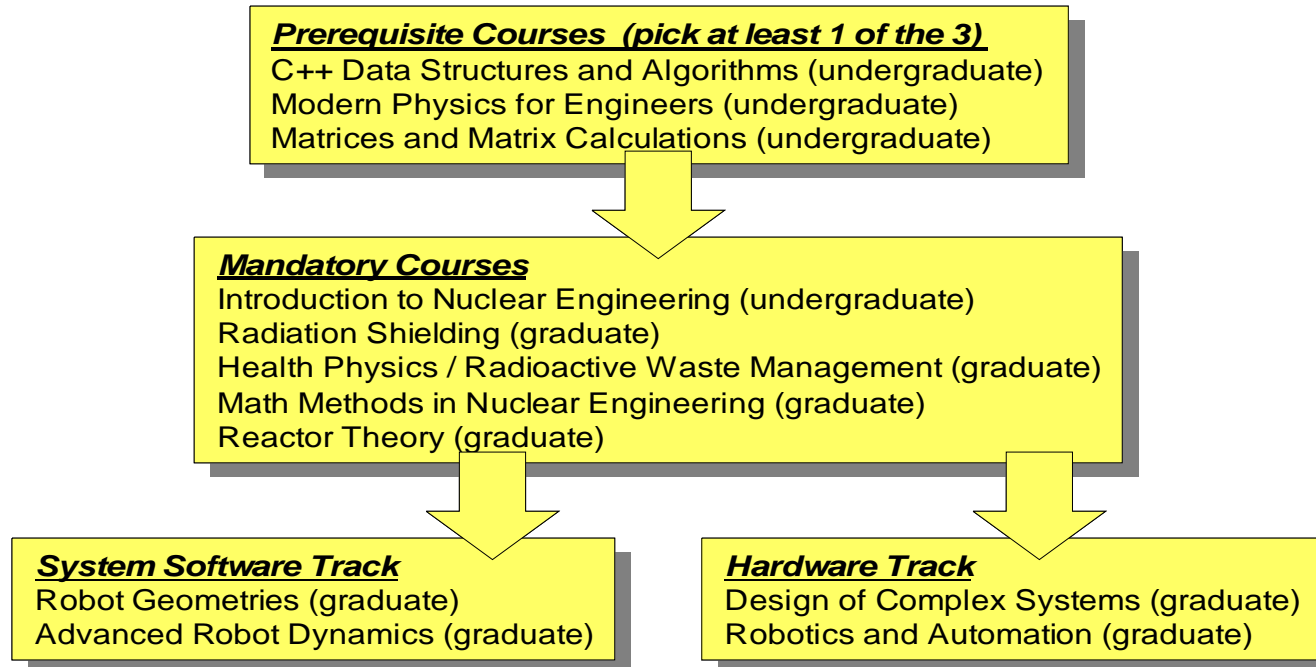 Prerequisite Courses (pick at least 1 of the 3)
C++ Data Structures and Algorithms (undergraduate)
Modern Physics for Engineers (undergraduate)
Matrices and Matrix Calculations (undergraduate)
Mandatory Courses
Introduction to Nuclear Engineering (undergraduate)
Radiation Shielding (graduate)
Health Physics / Radioactive Waste Management (graduate)
Math Methods in Nuclear Engineering (graduate)
Reactor Theory (graduate)
System Software Track
Robot Geometries (graduate)
Advanced Robot Dynamics (graduate)
Hardware Track
Design of Complex Systems (graduate)
Robotics and Automation (graduate)